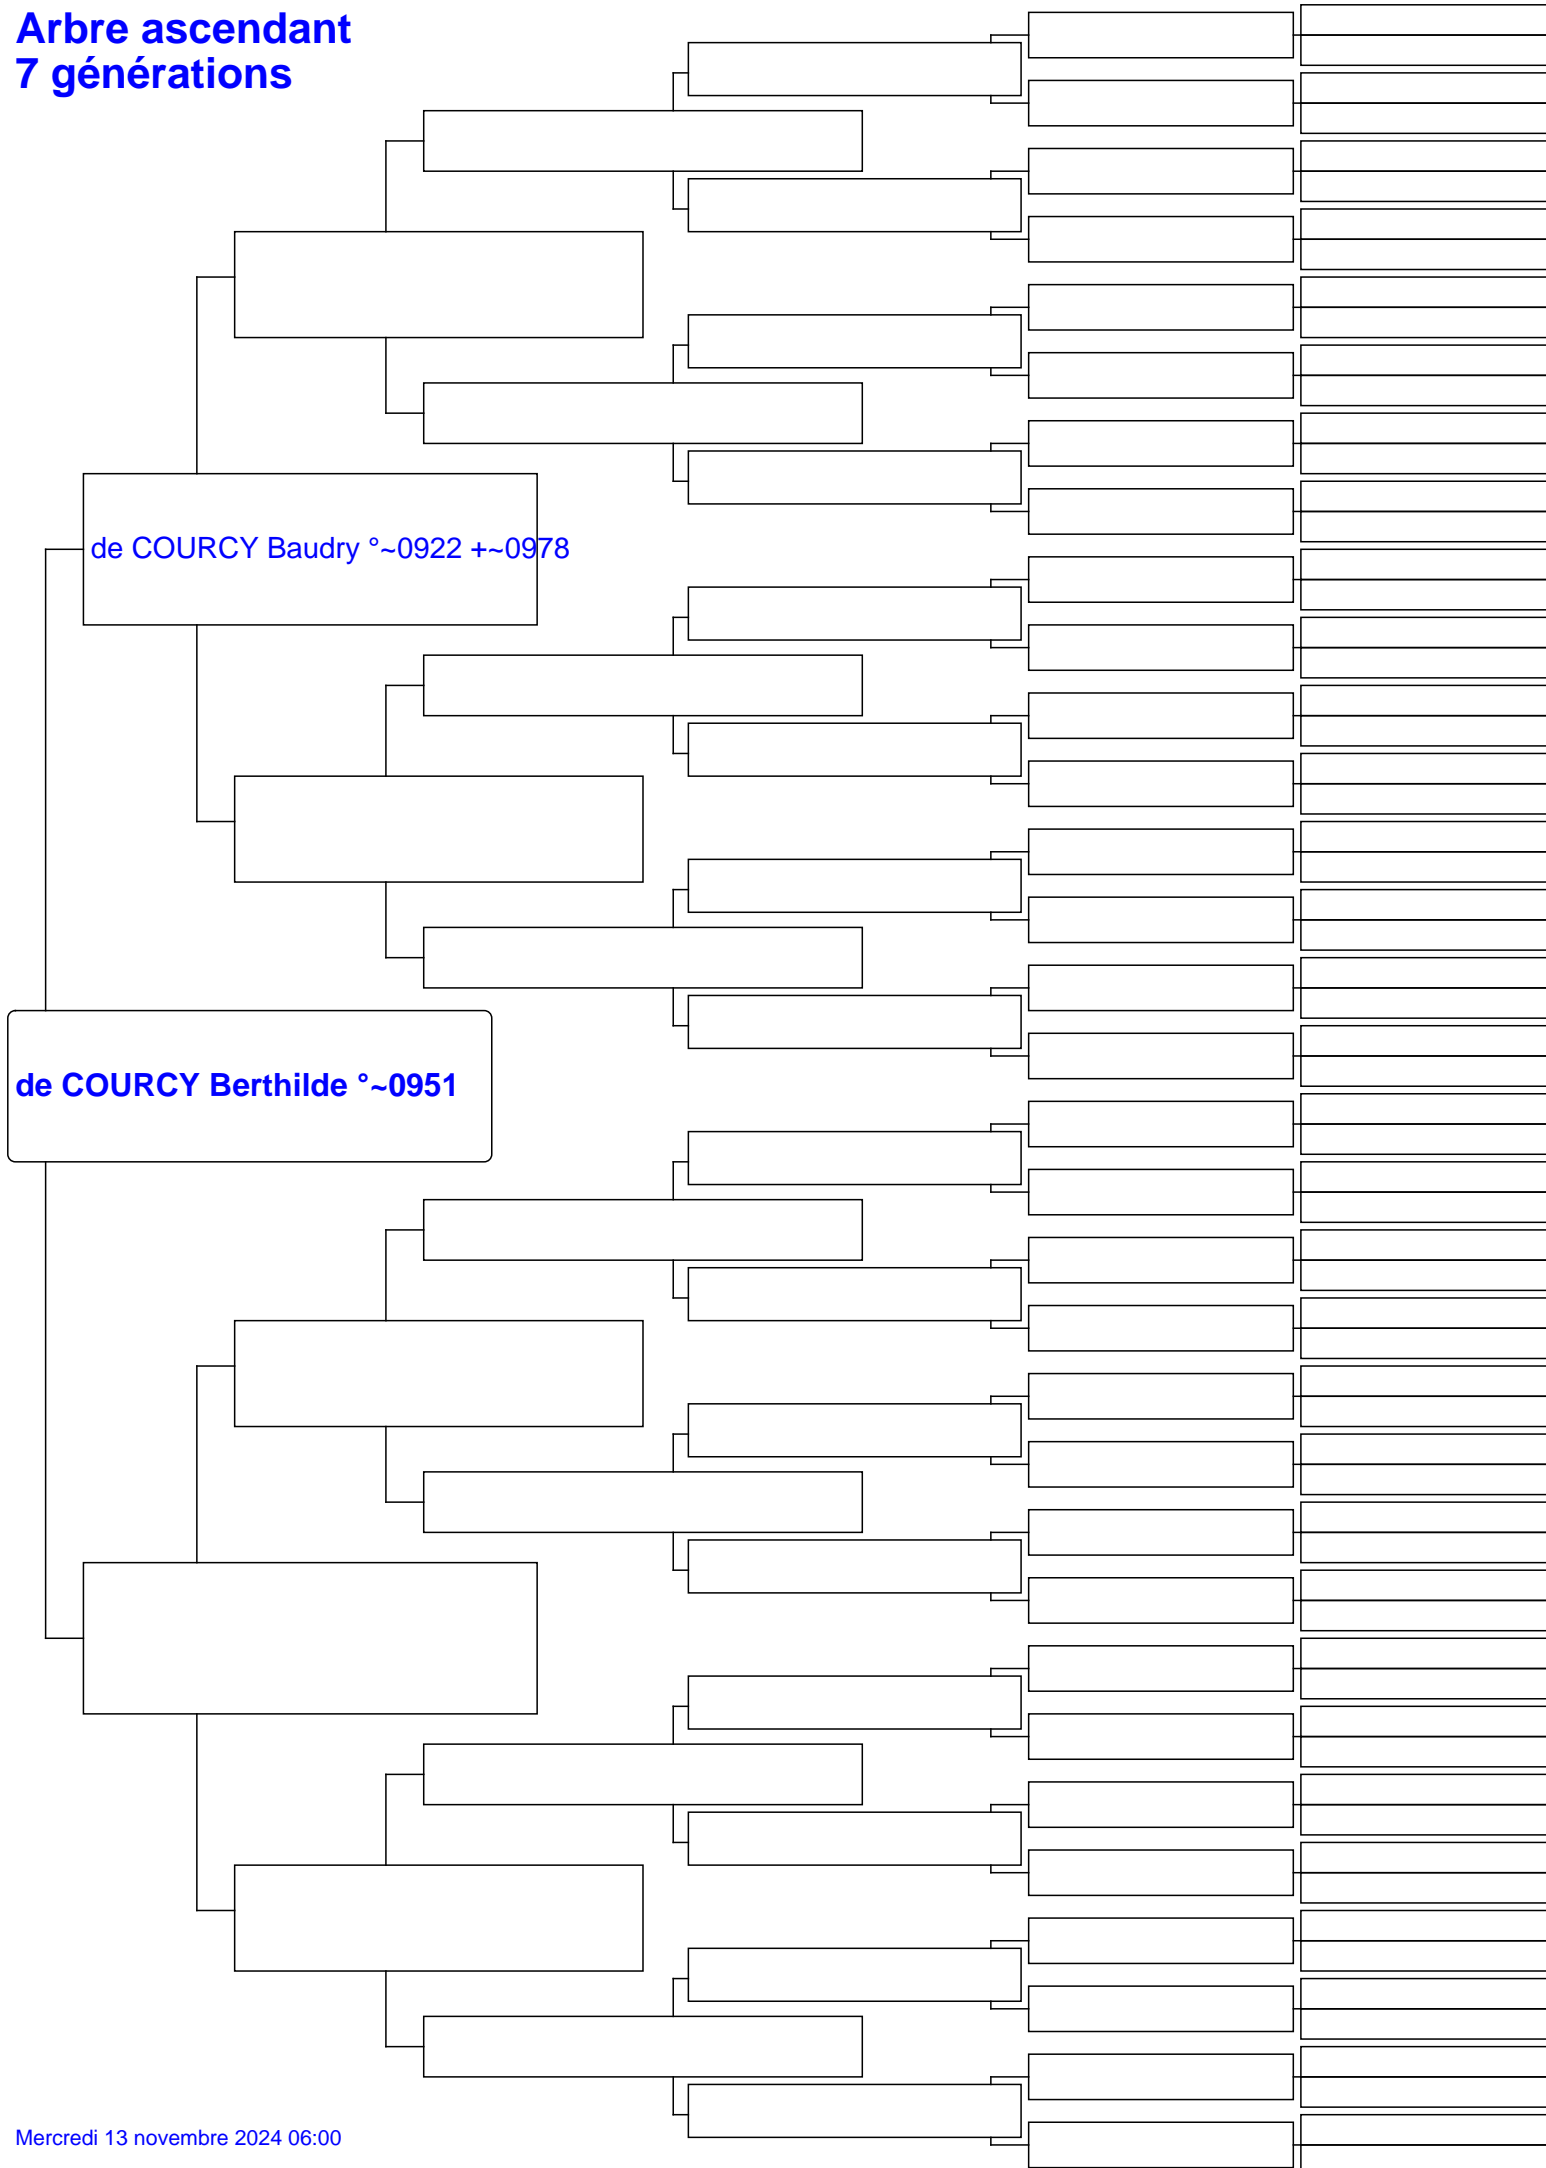 Arbre ascendant
7 générations
de COURCY Baudry °~0922 +~0978
de COURCY Berthilde °~0951
Mercredi 13 novembre 2024 06:00